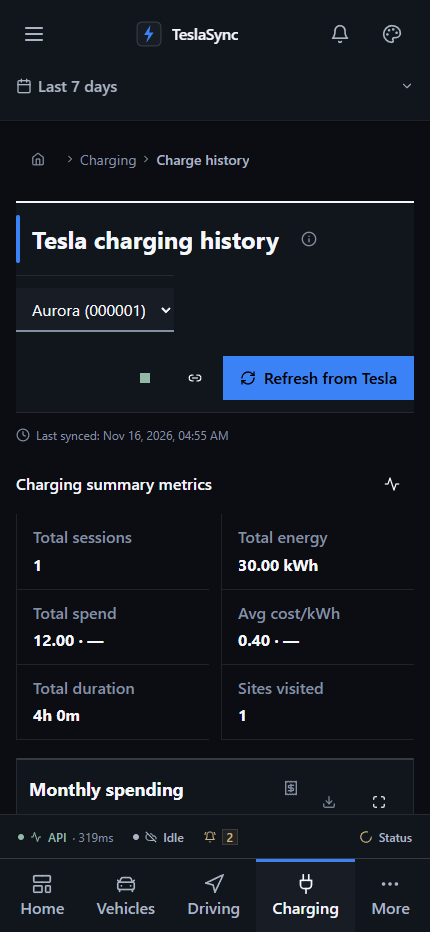 TeslaSync
Last 7 days
Charging
Charge history
Tesla charging history
Aurora (000001)
Refresh from Tesla
Last synced: Nov 16, 2026, 04:55 AM
Charging summary metrics
Total sessions
1
Total energy
30.00 kWh
Total spend
12.00 · —
Avg cost/kWh
0.40 · —
Total duration
4h 0m
Sites visited
1
Monthly spending
API · 319ms
Idle
2
Status
Home
Vehicles
Driving
Charging
More